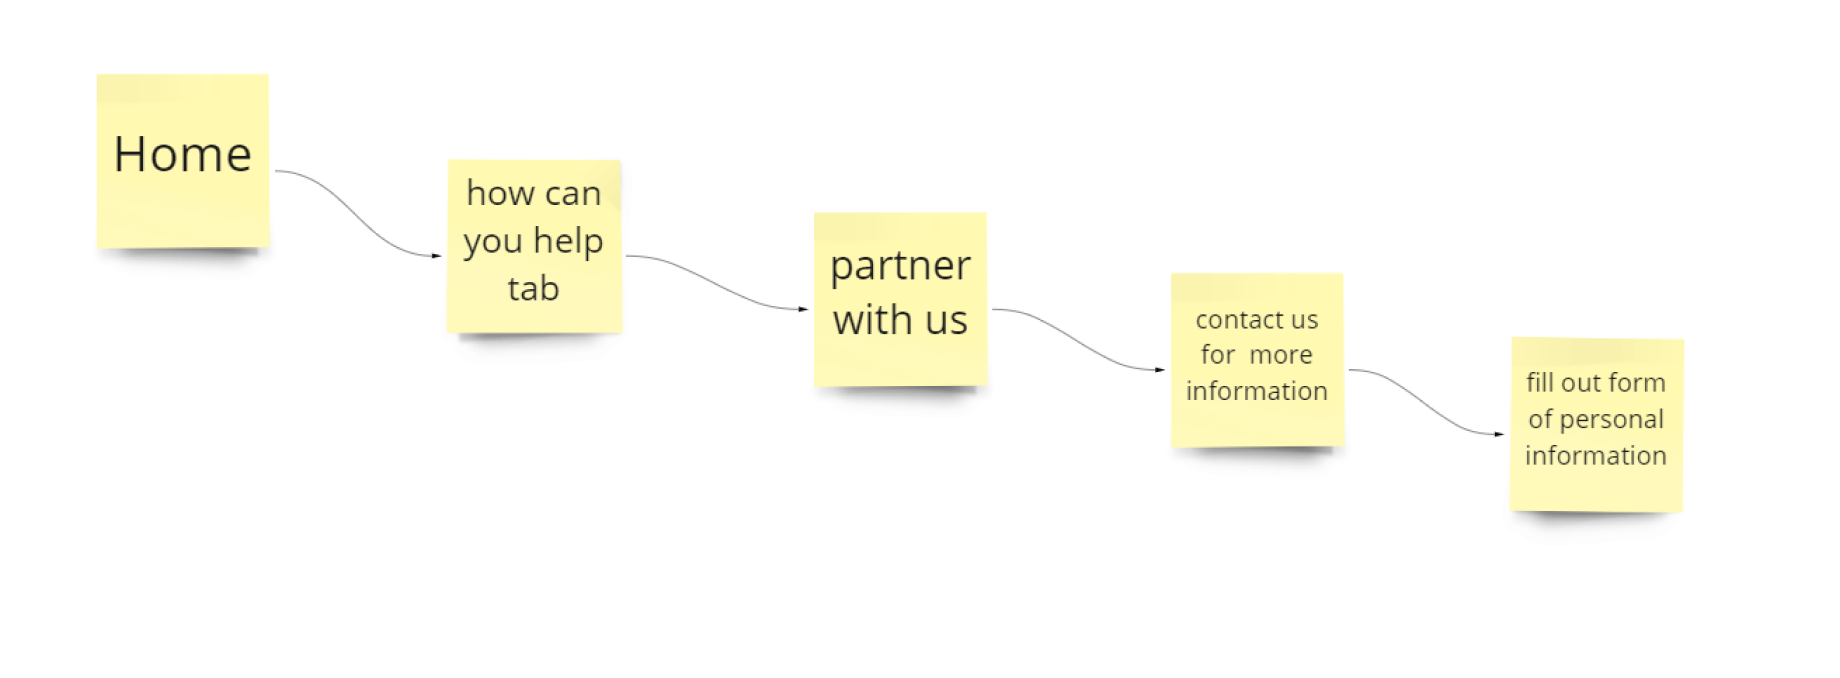 Home
how can
you help
tab
partner
with us
contact us
for  more
information
fill out form
of personal
information